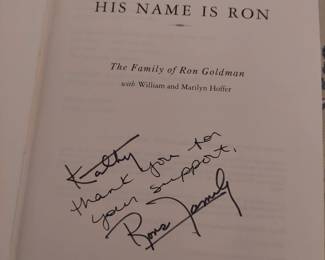 HIS NAME IS RON
The Family of Ron Goldman
with William and Marilyn Hoffer
Kathy
thank you for
your support.
Rons Family